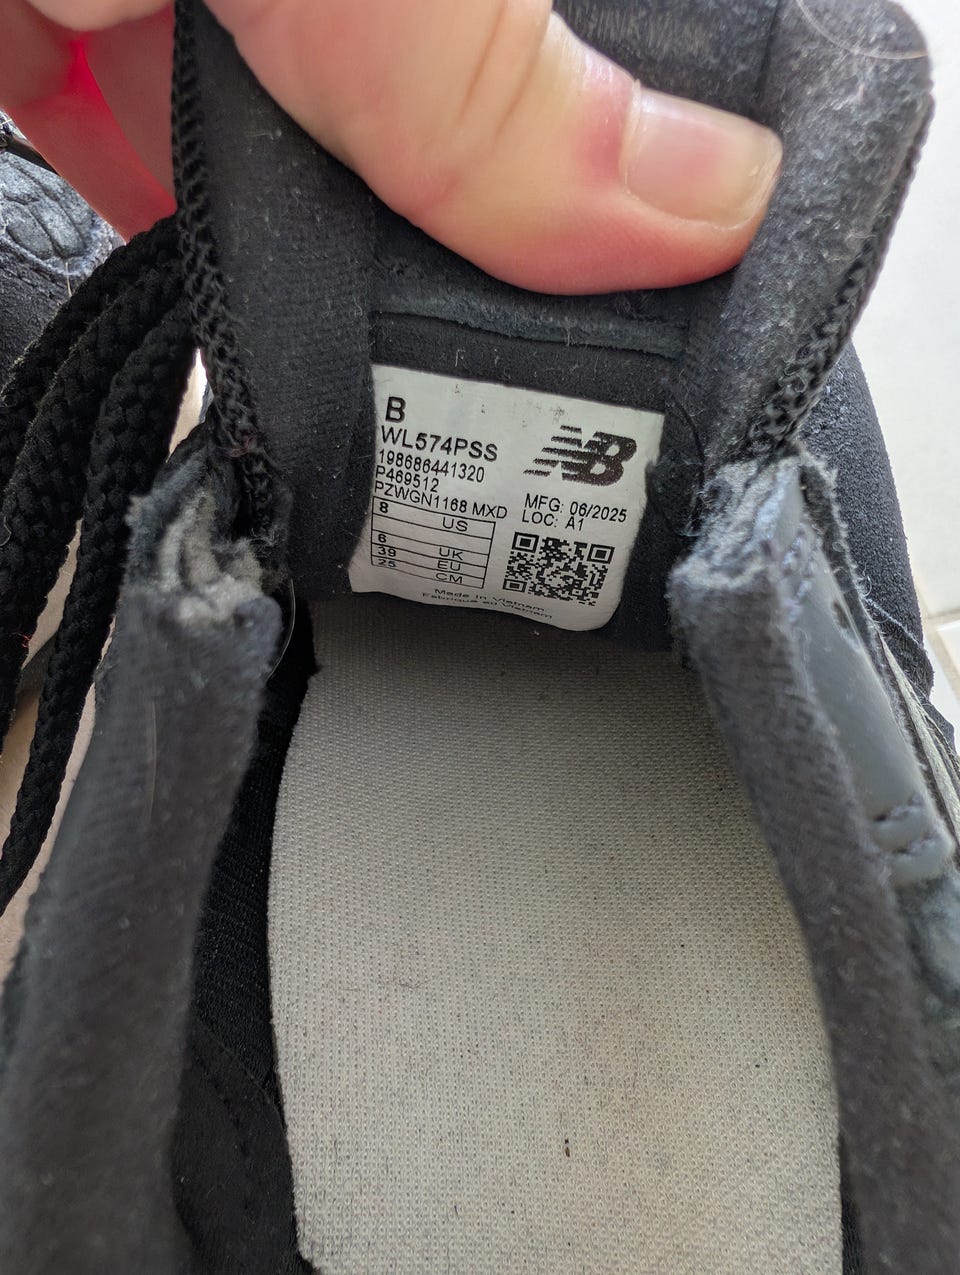 B
WL574PSS
198686441320
P469512
PZWGN1168 MXD
NB
MFG: 06/2025
LOC: A1
8 US
6 UK
39 EU
25 CM
Made in Vietnam
Fabriqué au Vietnam